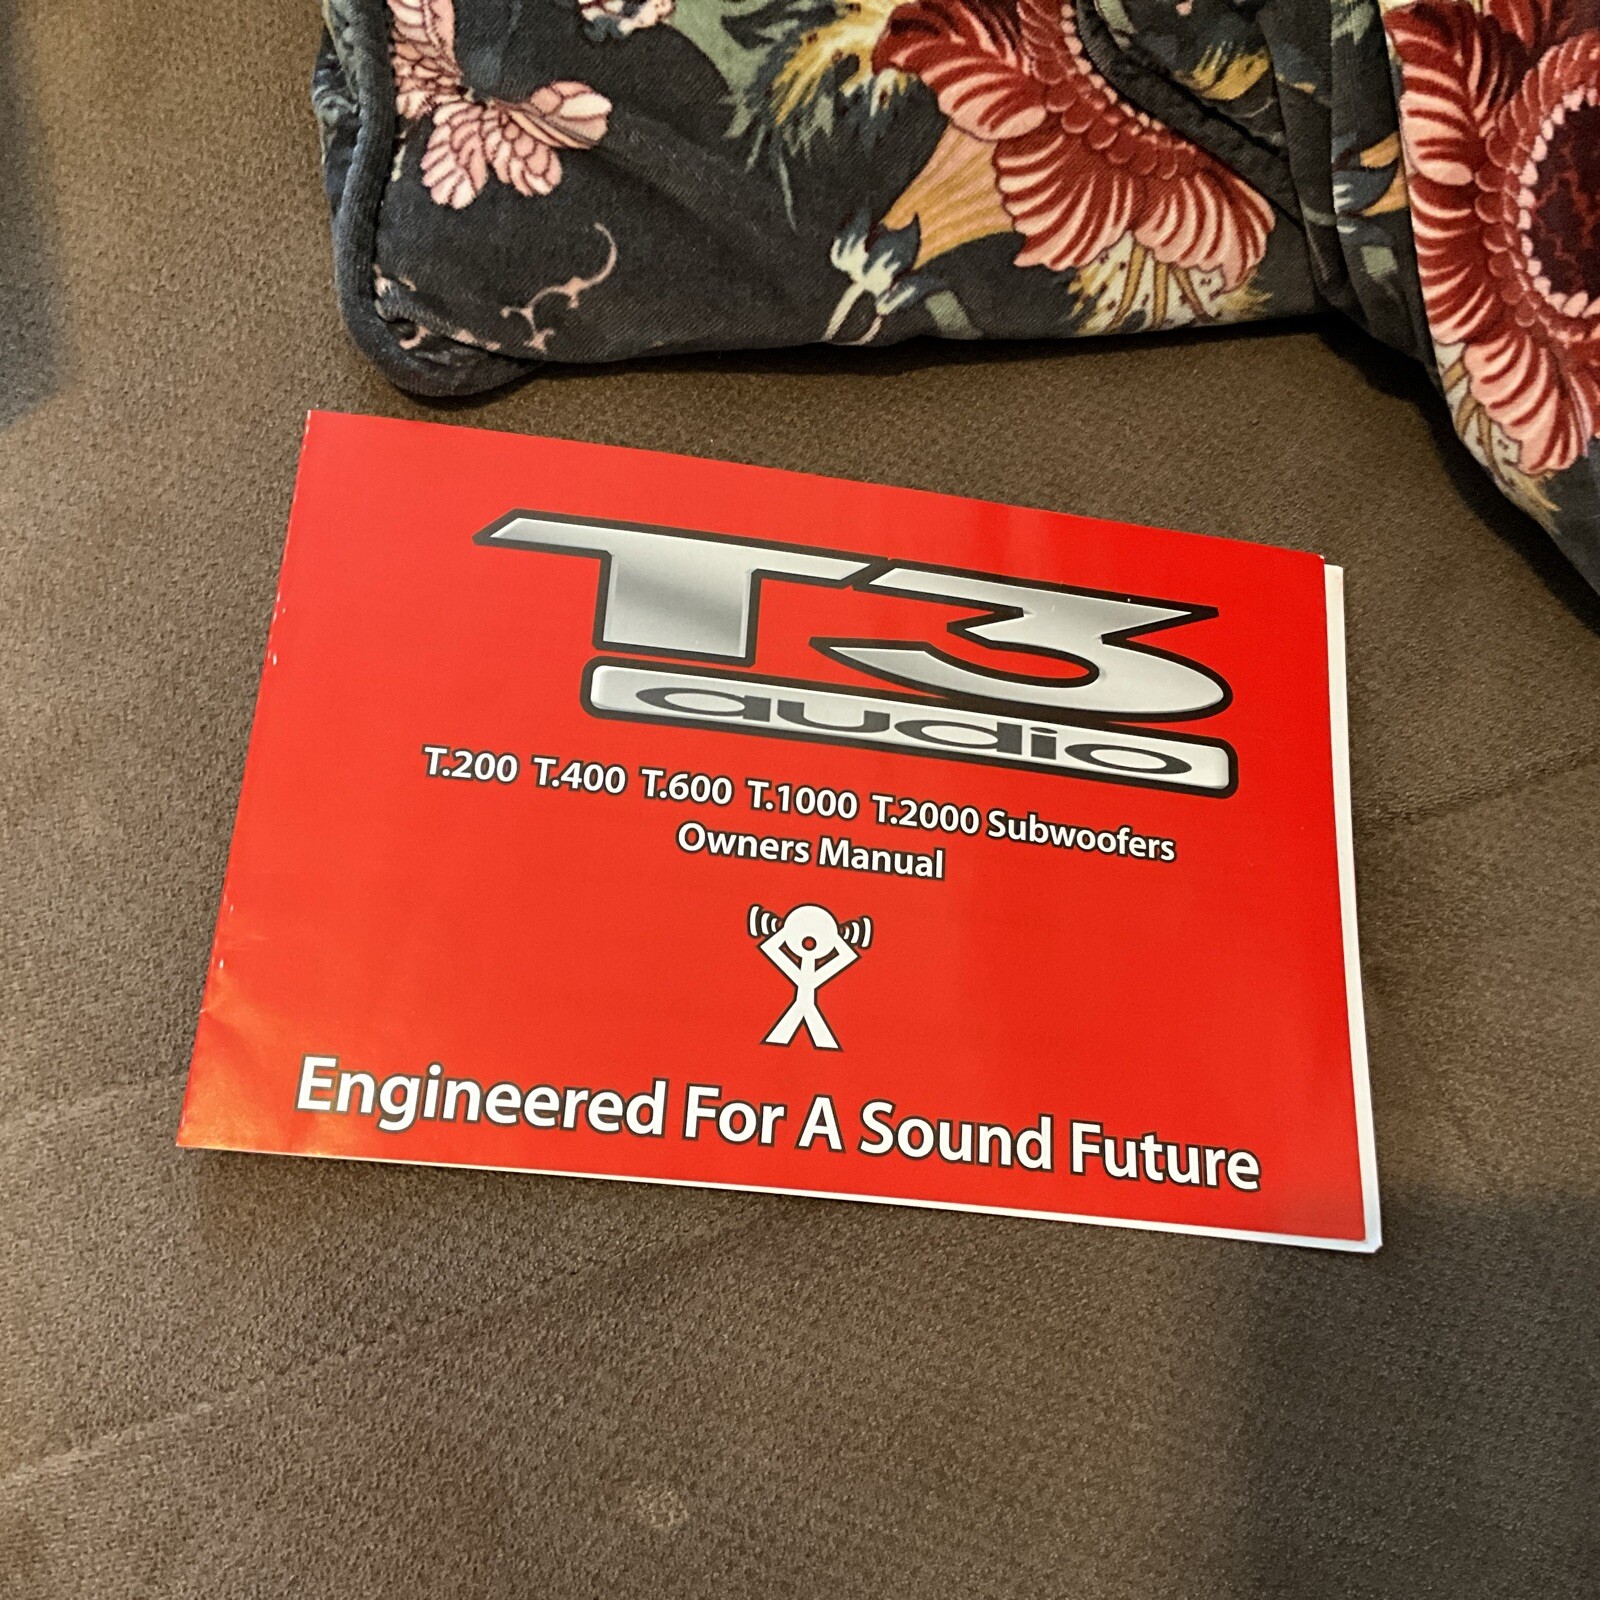 T3
audio
T.200 T.400 T.600 T.1000 T.2000 Subwoofers
Owners Manual
Engineered For A Sound Future